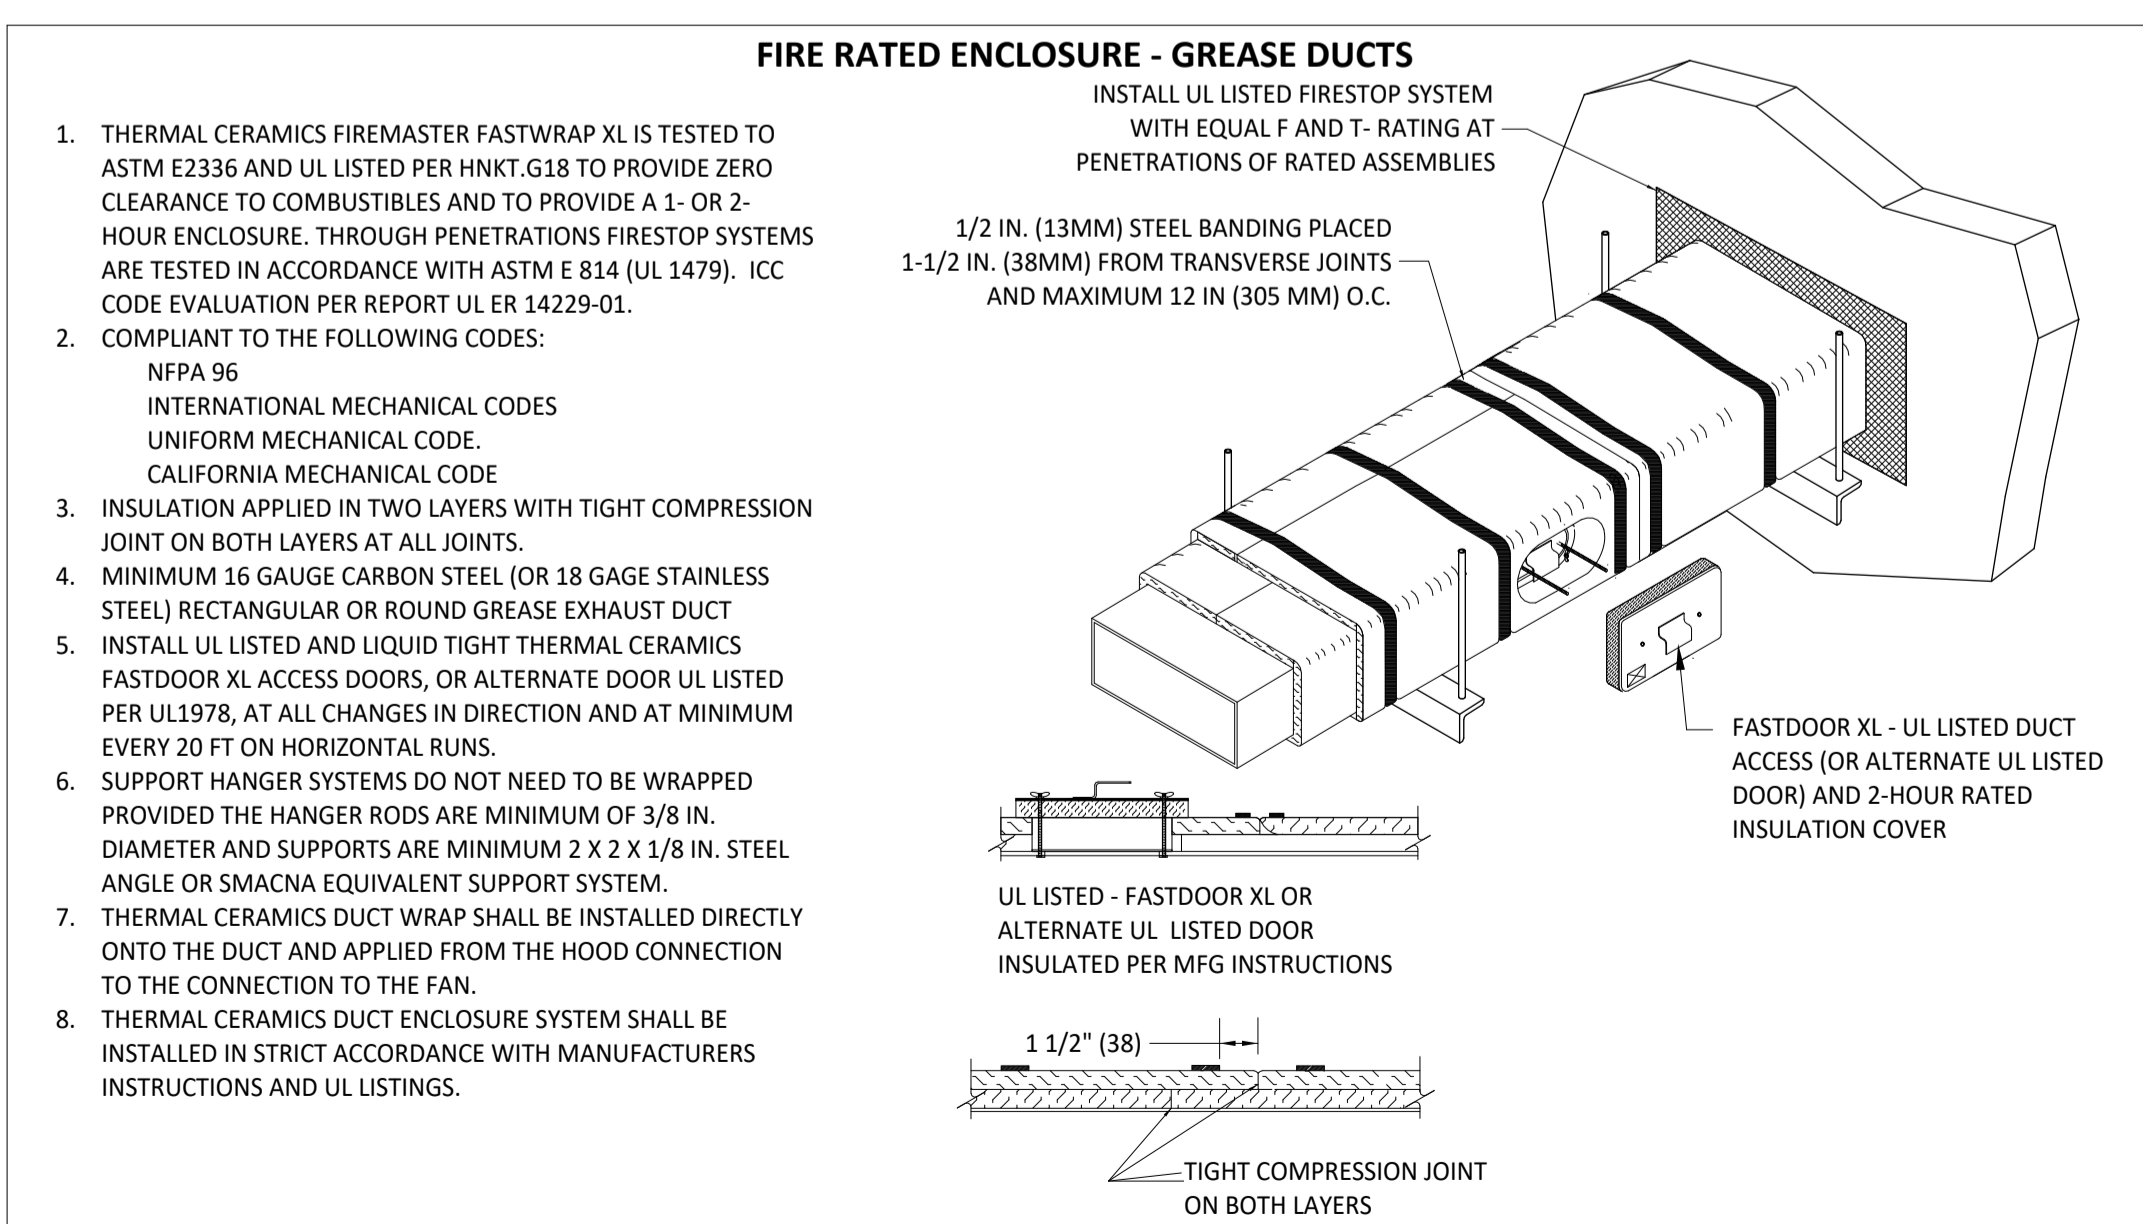 FIRE RATED ENCLOSURE - GREASE DUCTS
1. THERMAL CERAMICS FIREMASTER FASTWRAP XL IS TESTED TO
ASTM E2336 AND UL LISTED PER HNKT.G18 TO PROVIDE ZERO
CLEARANCE TO COMBUSTIBLES AND TO PROVIDE A 1- OR 2-
HOUR ENCLOSURE. THROUGH PENETRATIONS FIRESTOP SYSTEMS
ARE TESTED IN ACCORDANCE WITH ASTM E 814 (UL 1479). ICC
CODE EVALUATION PER REPORT UL ER 14229-01.
2. COMPLIANT TO THE FOLLOWING CODES:
NFPA 96
INTERNATIONAL MECHANICAL CODES
UNIFORM MECHANICAL CODE.
CALIFORNIA MECHANICAL CODE
3. INSULATION APPLIED IN TWO LAYERS WITH TIGHT COMPRESSION
JOINT ON BOTH LAYERS AT ALL JOINTS.
4. MINIMUM 16 GAUGE CARBON STEEL (OR 18 GAGE STAINLESS
STEEL) RECTANGULAR OR ROUND GREASE EXHAUST DUCT
5. INSTALL UL LISTED AND LIQUID TIGHT THERMAL CERAMICS
FASTDOOR XL ACCESS DOORS, OR ALTERNATE DOOR UL LISTED
PER UL1978, AT ALL CHANGES IN DIRECTION AND AT MINIMUM
EVERY 20 FT ON HORIZONTAL RUNS.
6. SUPPORT HANGER SYSTEMS DO NOT NEED TO BE WRAPPED
PROVIDED THE HANGER RODS ARE MINIMUM OF 3/8 IN.
DIAMETER AND SUPPORTS ARE MINIMUM 2 X 2 X 1/8 IN. STEEL
ANGLE OR SMACNA EQUIVALENT SUPPORT SYSTEM.
7. THERMAL CERAMICS DUCT WRAP SHALL BE INSTALLED DIRECTLY
ONTO THE DUCT AND APPLIED FROM THE HOOD CONNECTION
TO THE CONNECTION TO THE FAN.
8. THERMAL CERAMICS DUCT ENCLOSURE SYSTEM SHALL BE
INSTALLED IN STRICT ACCORDANCE WITH MANUFACTURERS
INSTRUCTIONS AND UL LISTINGS.
INSTALL UL LISTED FIRESTOP SYSTEM
WITH EQUAL F AND T- RATING AT
PENETRATIONS OF RATED ASSEMBLIES
1/2 IN. (13MM) STEEL BANDING PLACED
1-1/2 IN. (38MM) FROM TRANSVERSE JOINTS
AND MAXIMUM 12 IN (305 MM) O.C.
FASTDOOR XL - UL LISTED DUCT
ACCESS (OR ALTERNATE UL LISTED
DOOR) AND 2-HOUR RATED
INSULATION COVER
UL LISTED - FASTDOOR XL OR
ALTERNATE UL LISTED DOOR
INSULATED PER MFG INSTRUCTIONS
1 1/2" (38)
TIGHT COMPRESSION JOINT
ON BOTH LAYERS